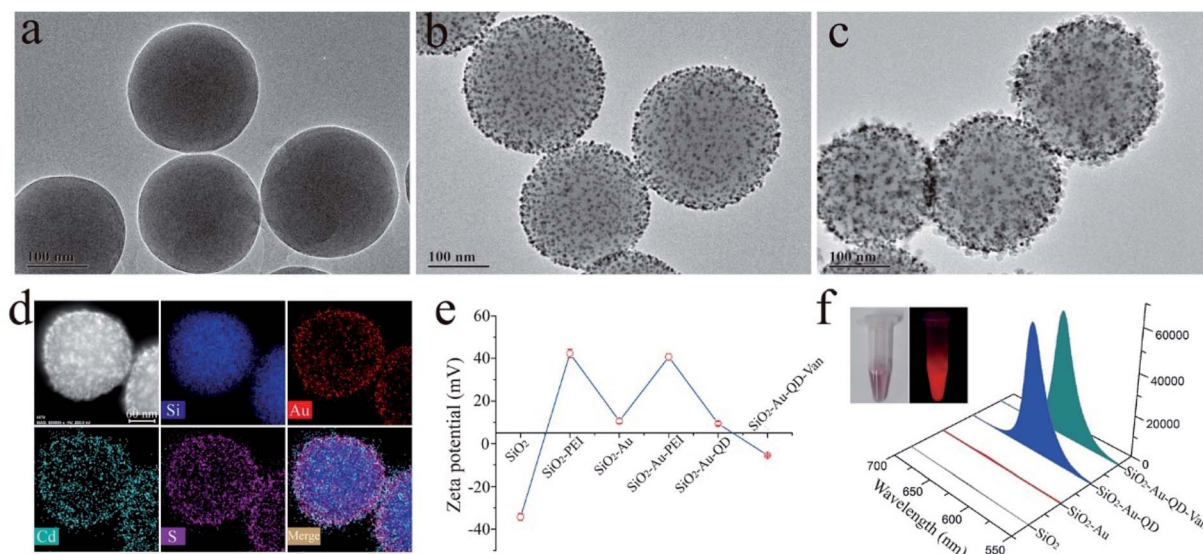 a
100 nm
b
100 nm
c
100 nm
d
60 nm
Si
Au
Cd
S
Merge
e
Zeta potential (mV)
60
40
20
0
-20
-40
SiO₂
SiO₂-PEI
SiO₂-Au
SiO₂-Au-PEI
SiO₂-Au-QD
SiO₂-Au-QD-Van
f
60000
40000
20000
0
700
650
600
550
Wavelength (nm)
SiO₂
SiO₂-Au
SiO₂-Au-QD
SiO₂-Au-QD-Van